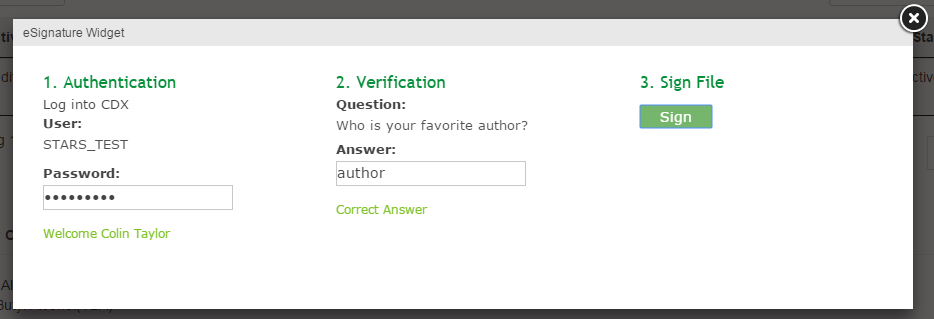 eSignature Widget
1. Authentication
Log into CDX
User:
STARS_TEST
Password:
•••••••••
Welcome Colin Taylor
2. Verification
Question:
Who is your favorite author?
Answer:
author
Correct Answer
3. Sign File
Sign